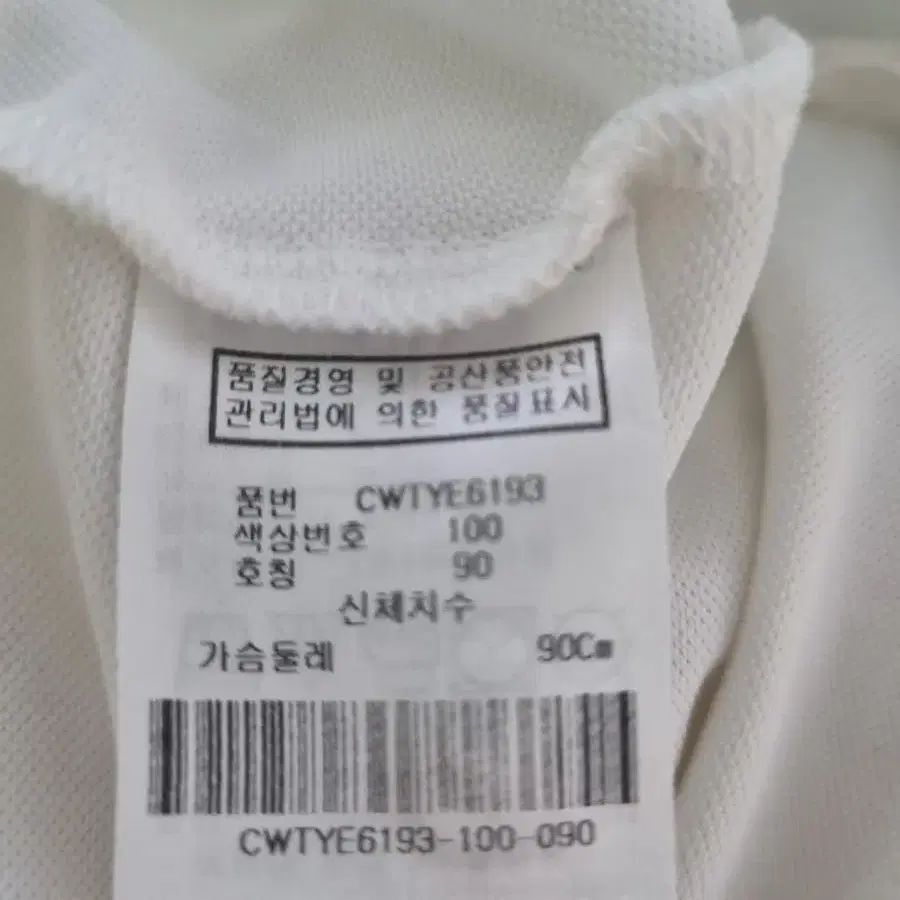 품질경영 및 공산품안전
관리법에 의한 품질표시
품번 CWTYE6193
색상번호 100
호칭 90
신체치수
가슴둘레 90Cm
CWTYE6193-100-090